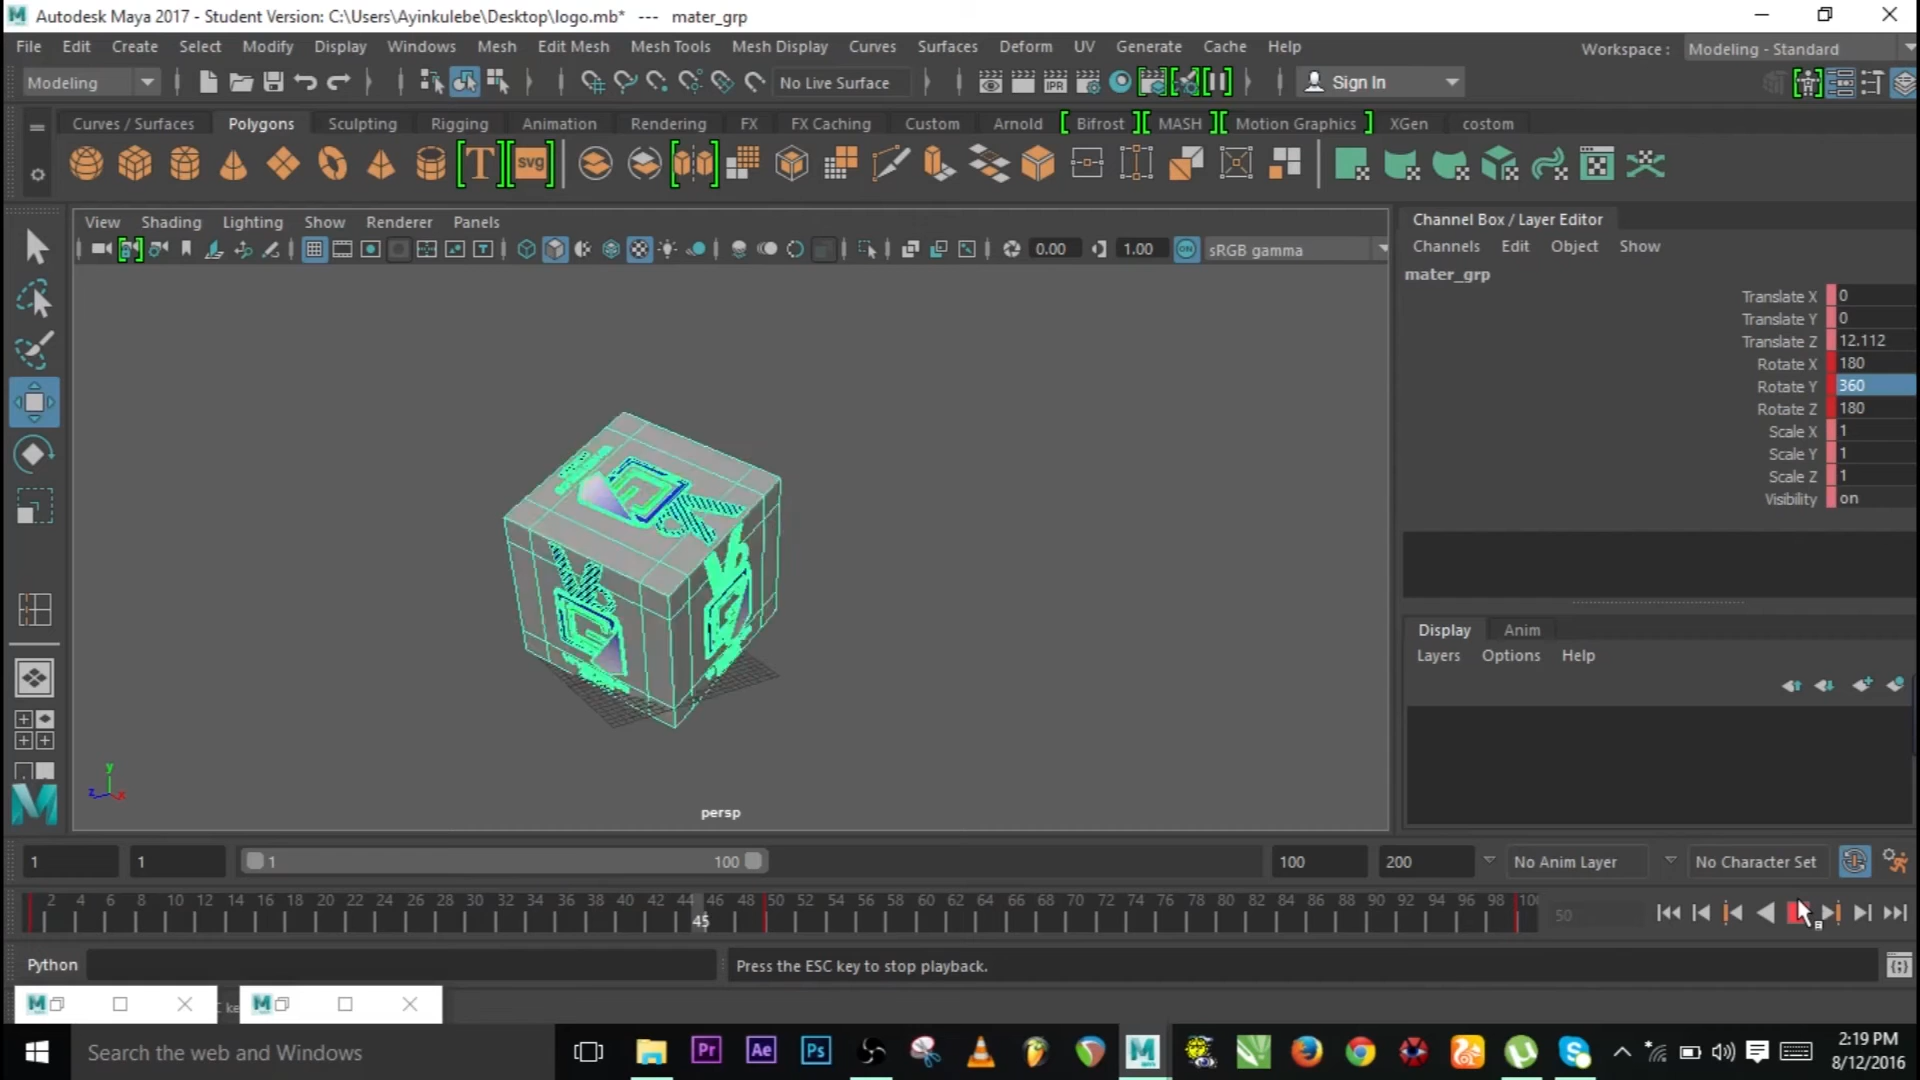 Autodesk Maya 2017 - Student Version: C:\Users\Ayinkulebe\Desktop\logo.mb* --- mater_grp
File Edit Create Select Modify Display Windows Mesh Edit Mesh Mesh Tools Mesh Display Curves Surfaces Deform UV Generate Cache Help Workspace : Modeling - Standard
Modeling No Live Surface IPR Sign In
Curves / Surfaces Polygons Sculpting Rigging Animation Rendering FX FX Caching Custom Arnold Bifrost MASH Motion Graphics XGen costom
T svg
View Shading Lighting Show Renderer Panels
0.00 1.00 ON sRGB gamma
Channel Box / Layer Editor
Channels Edit Object Show
mater_grp
Translate X 0
Translate Y 0
Translate Z 12.112
Rotate X 180
Rotate Y 360
Rotate Z 180
Scale X 1
Scale Y 1
Scale Z 1
Visibility on
Display Anim
Layers Options Help
y
z x
persp
1 1 1 100 100 200 No Anim Layer No Character Set
2 4 6 8 10 12 14 16 18 20 22 24 26 28 30 32 34 36 38 40 42 44 46 48 50 52 54 56 58 60 62 64 66 68 70 72 74 76 78 80 82 84 86 88 90 92 94 96 98 50
45
Python Press the ESC key to stop playback.
Search the web and Windows Pr Ae Ps 2:19 PM
8/12/2016